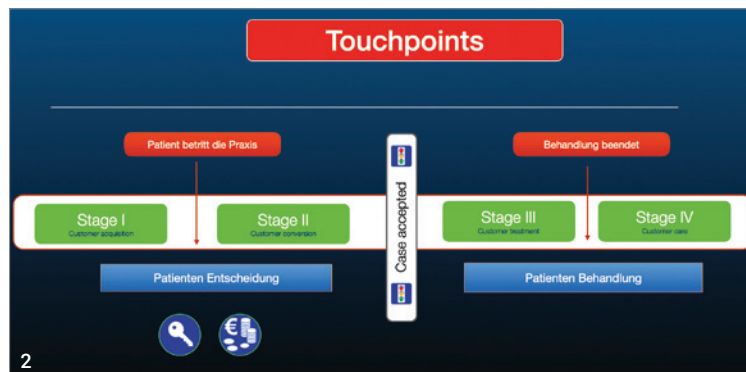 Touchpoints
Patient betritt die Praxis
Behandlung beendet
Stage I
Customer acquisition
Stage II
Customer conversion
Case accepted
Stage III
Customer treatment
Stage IV
Customer care
Patienten Entscheidung
Patienten Behandlung
€
2